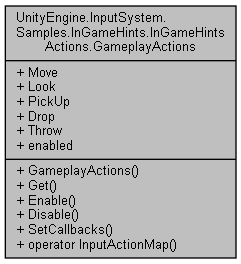 UnityEngine.InputSystem.
Samples.InGameHints.InGameHints
Actions.GameplayActions
+ Move
+ Look
+ PickUp
+ Drop
+ Throw
+ enabled
+ GameplayActions()
+ Get()
+ Enable()
+ Disable()
+ SetCallbacks()
+ operator InputActionMap()